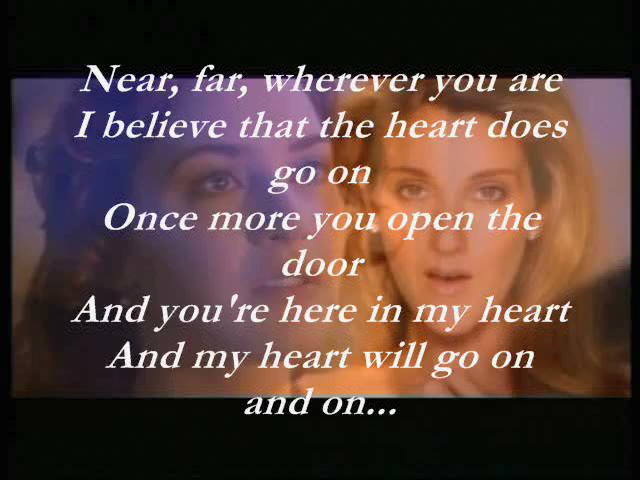 Near, far, wherever you are
I believe that the heart does
go on
Once more you open the
door
And you're here in my heart
And my heart will go on
and on...